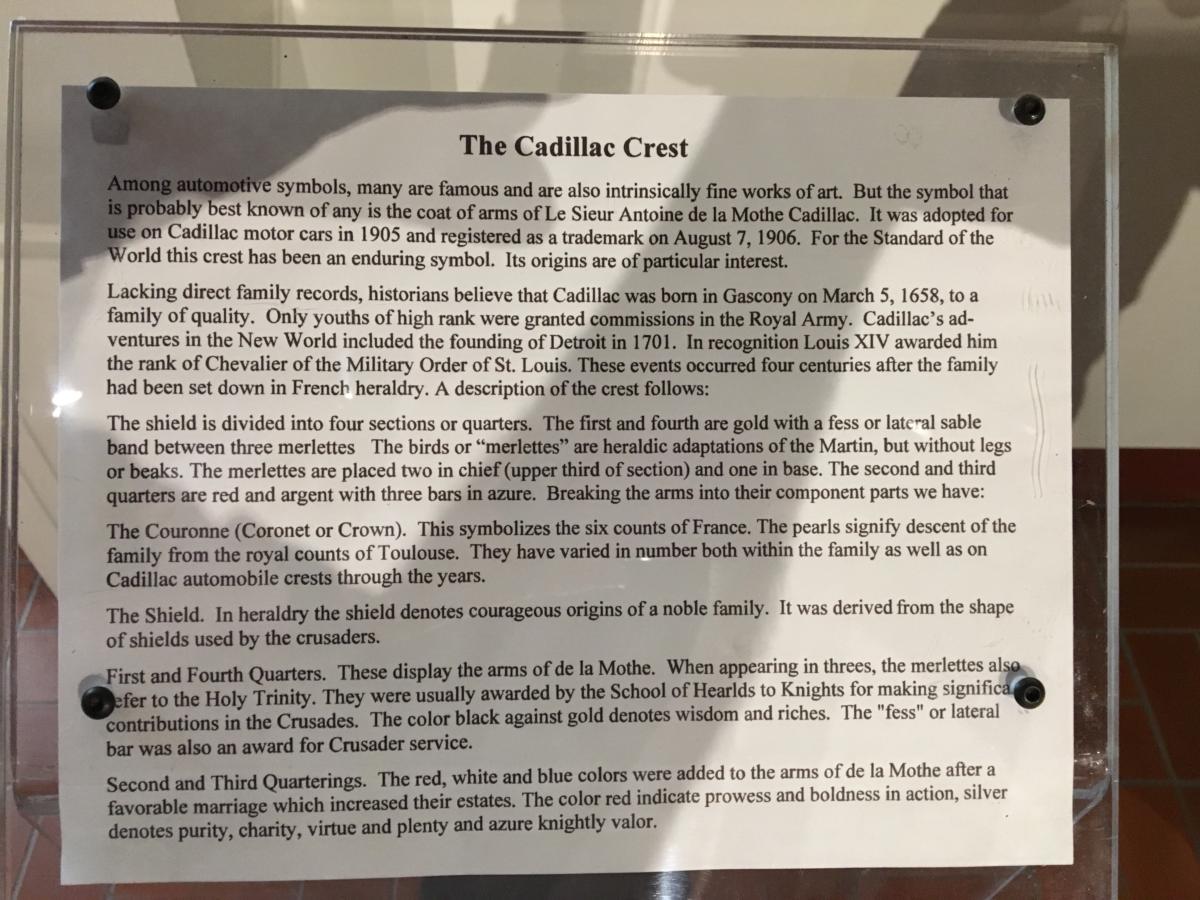 The Cadillac Crest
Among automotive symbols, many are famous and are also intrinsically fine works of art. But the symbol that
is probably best known of any is the coat of arms of Le Sieur Antoine de la Mothe Cadillac. It was adopted for
use on Cadillac motor cars in 1905 and registered as a trademark on August 7, 1906. For the Standard of the
World this crest has been an enduring symbol. Its origins are of particular interest.
Lacking direct family records, historians believe that Cadillac was born in Gascony on March 5, 1658, to a
family of quality. Only youths of high rank were granted commissions in the Royal Army. Cadillac's ad-
ventures in the New World included the founding of Detroit in 1701. In recognition Louis XIV awarded him
the rank of Chevalier of the Military Order of St. Louis. These events occurred four centuries after the family
had been set down in French heraldry. A description of the crest follows:
The shield is divided into four sections or quarters. The first and fourth are gold with a fess or lateral sable
band between three merlettes The birds or "merlettes" are heraldic adaptations of the Martin, but without legs
or beaks. The merlettes are placed two in chief (upper third of section) and one in base. The second and third
quarters are red and argent with three bars in azure. Breaking the arms into their component parts we have:
The Couronne (Coronet or Crown). This symbolizes the six counts of France. The pearls signify descent of the
family from the royal counts of Toulouse. They have varied in number both within the family as well as on
Cadillac automobile crests through the years.
The Shield. In heraldry the shield denotes courageous origins of a noble family. It was derived from the shape
of shields used by the crusaders.
First and Fourth Quarters. These display the arms of de la Mothe. When appearing in threes, the merlettes also
efer to the Holy Trinity. They were usually awarded by the School of Hearlds to Knights for making significa
contributions in the Crusades. The color black against gold denotes wisdom and riches. The "fess" or lateral
bar was also an award for Crusader service.
Second and Third Quarterings. The red, white and blue colors were added to the arms of de la Mothe after a
favorable marriage which increased their estates. The color red indicate prowess and boldness in action, silver
denotes purity, charity, virtue and plenty and azure knightly valor.